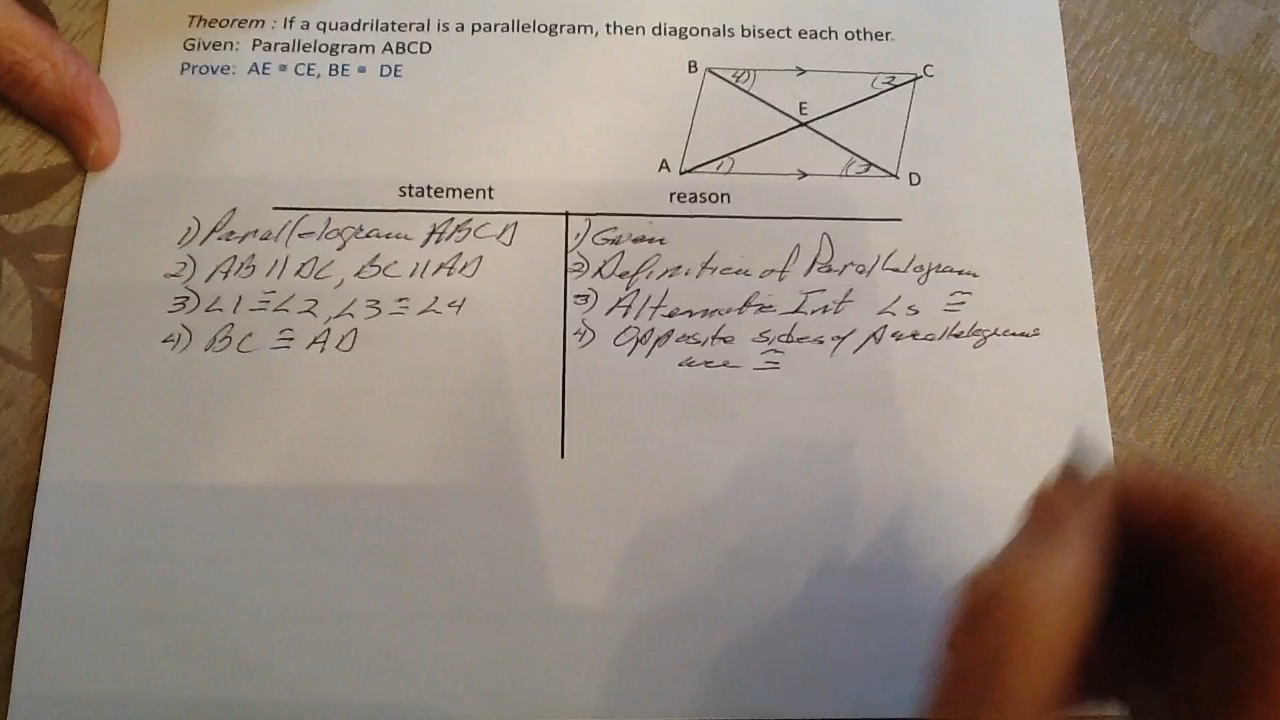 Theorem : If a quadrilateral is a parallelogram, then diagonals bisect each other.
Given: Parallelogram ABCD
Prove: AE ≅ CE, BE ≅ DE
B
C
4
2
E
A
1
3
D
statement
reason
1) Parallelogram ABCD
1) Given
2) AB ∥ DC, BC ∥ AD
2) Definition of Parallelogram
3) ∠1 ≅ ∠2, ∠3 ≅ ∠4
3) Alternate Int ∠s ≅
4) BC ≅ AD
4) Opposite sides of parallelograms
are ≅